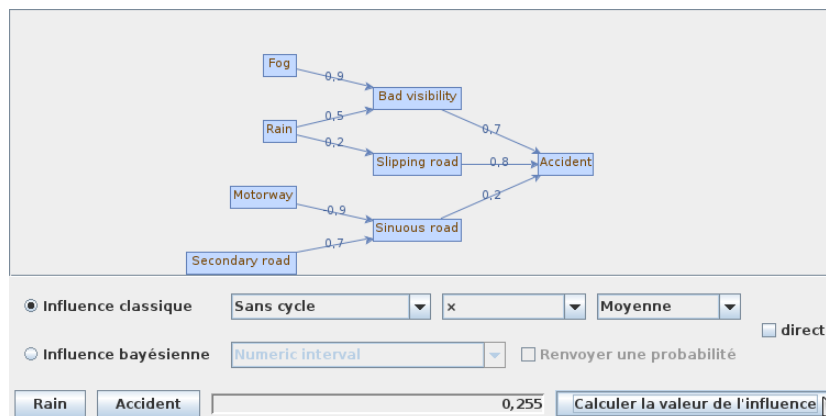 Fog
0,9
Bad visibility
0,5
0,7
Rain
0,2
Slipping road
0,8
Accident
Motorway
0,2
-0,9
Sinuous road
0,7
Secondary road
Influence classique
Sans cycle
×
Moyenne
direct
Influence bayésienne
Numeric interval
Renvoyer une probabilité
Rain
Accident
0,255
Calculer la valeur de l'influence